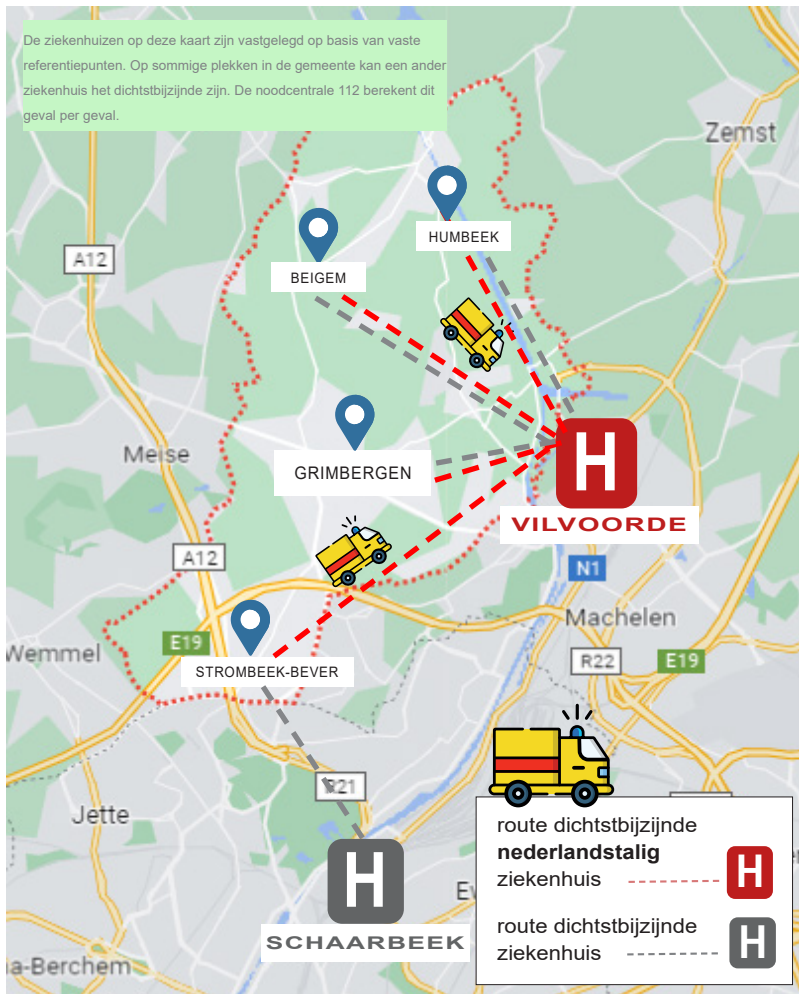 De ziekenhuizen op deze kaart zijn vastgelegd op basis van vaste
referentiepunten. Op sommige plekken in de gemeente kan een ander
ziekenhuis het dichtstbijzijnde zijn. De noodcentrale 112 berekent dit
geval per geval.
Zemst
HUMBEEK
A12
BEIGEM
Meise
GRIMBERGEN
H
VILVOORDE
A12
N1
Machelen
E19
Wemmel
R22
E19
STROMBEEK-BEVER
R21
Jette
route dichtstbijzijnde
nederlandstalig
ziekenhuis
H
H
SCHAARBEEK
route dichtstbijzijnde
ziekenhuis
H
a-Berchem